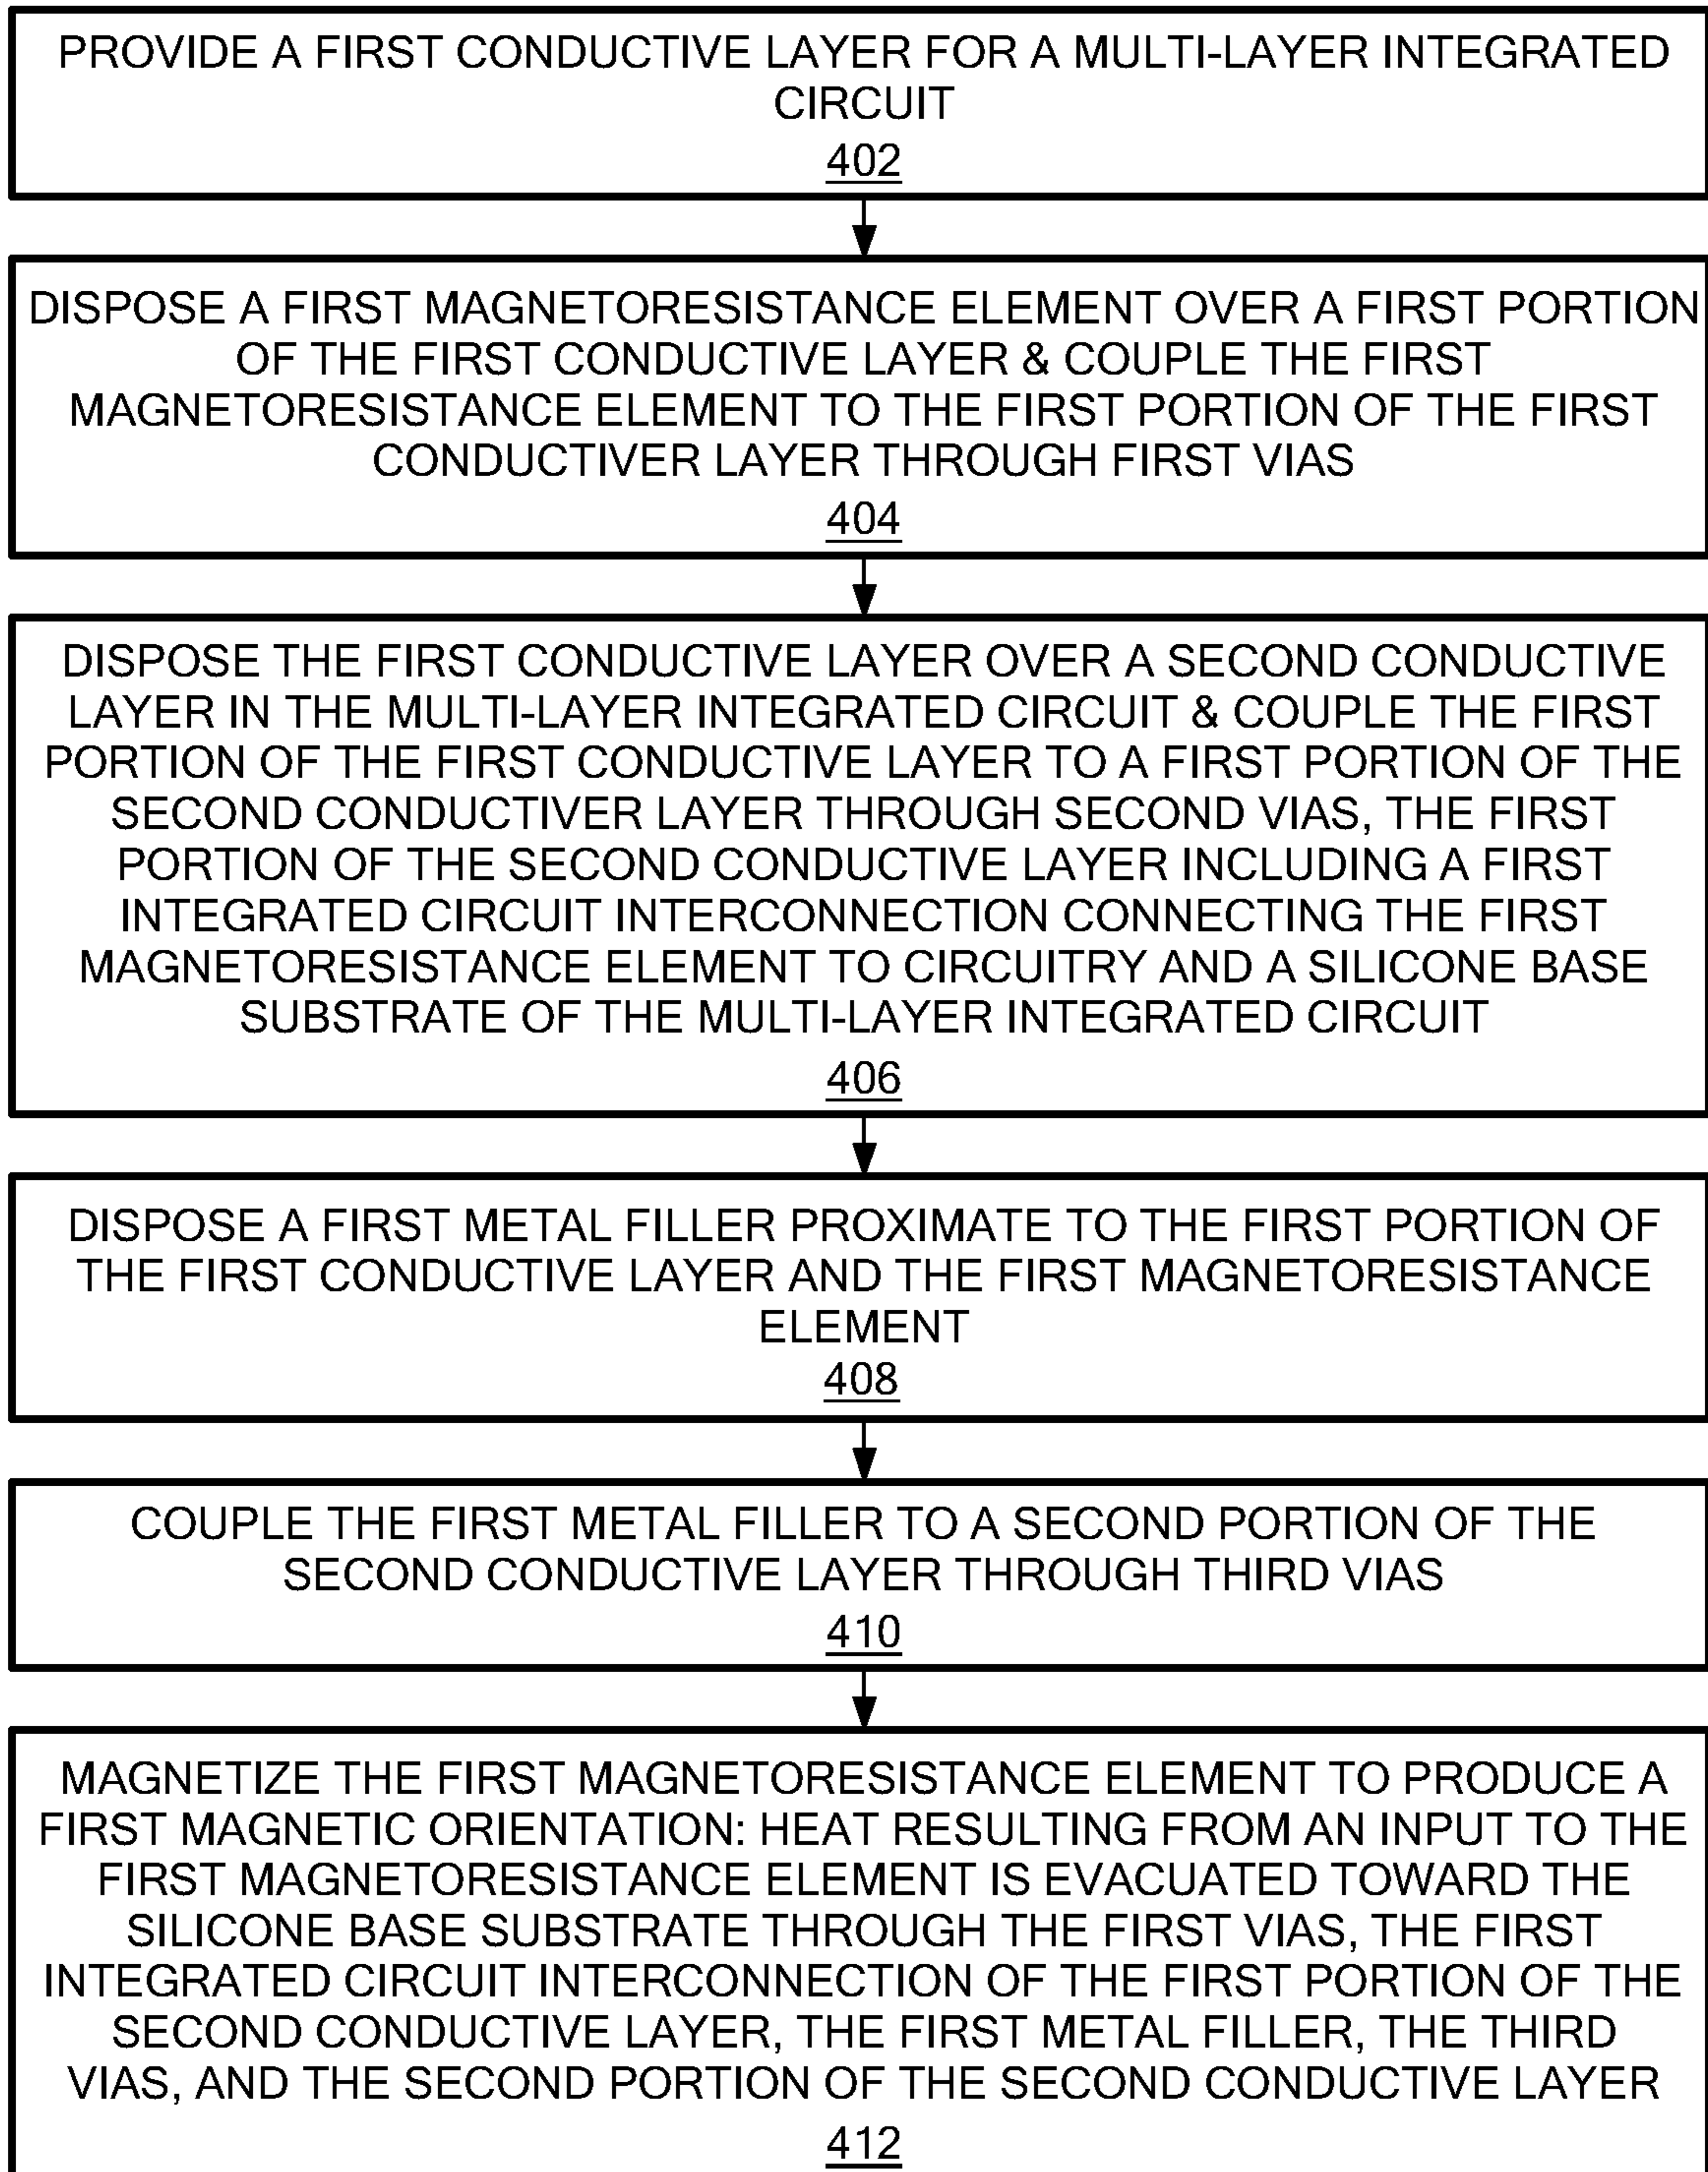 PROVIDE A FIRST CONDUCTIVE LAYER FOR A MULTI-LAYER INTEGRATED
CIRCUIT
402
DISPOSE A FIRST MAGNETORESISTANCE ELEMENT OVER A FIRST PORTION
OF THE FIRST CONDUCTIVE LAYER & COUPLE THE FIRST
MAGNETORESISTANCE ELEMENT TO THE FIRST PORTION OF THE FIRST
CONDUCTIVER LAYER THROUGH FIRST VIAS
404
DISPOSE THE FIRST CONDUCTIVE LAYER OVER A SECOND CONDUCTIVE
LAYER IN THE MULTI-LAYER INTEGRATED CIRCUIT & COUPLE THE FIRST
PORTION OF THE FIRST CONDUCTIVE LAYER TO A FIRST PORTION OF THE
SECOND CONDUCTIVER LAYER THROUGH SECOND VIAS, THE FIRST
PORTION OF THE SECOND CONDUCTIVE LAYER INCLUDING A FIRST
INTEGRATED CIRCUIT INTERCONNECTION CONNECTING THE FIRST
MAGNETORESISTANCE ELEMENT TO CIRCUITRY AND A SILICONE BASE
SUBSTRATE OF THE MULTI-LAYER INTEGRATED CIRCUIT
406
DISPOSE A FIRST METAL FILLER PROXIMATE TO THE FIRST PORTION OF
THE FIRST CONDUCTIVE LAYER AND THE FIRST MAGNETORESISTANCE
ELEMENT
408
COUPLE THE FIRST METAL FILLER TO A SECOND PORTION OF THE
SECOND CONDUCTIVE LAYER THROUGH THIRD VIAS
410
MAGNETIZE THE FIRST MAGNETORESISTANCE ELEMENT TO PRODUCE A
FIRST MAGNETIC ORIENTATION: HEAT RESULTING FROM AN INPUT TO THE
FIRST MAGNETORESISTANCE ELEMENT IS EVACUATED TOWARD THE
SILICONE BASE SUBSTRATE THROUGH THE FIRST VIAS, THE FIRST
INTEGRATED CIRCUIT INTERCONNECTION OF THE FIRST PORTION OF THE
SECOND CONDUCTIVE LAYER, THE FIRST METAL FILLER, THE THIRD
VIAS, AND THE SECOND PORTION OF THE SECOND CONDUCTIVE LAYER
412